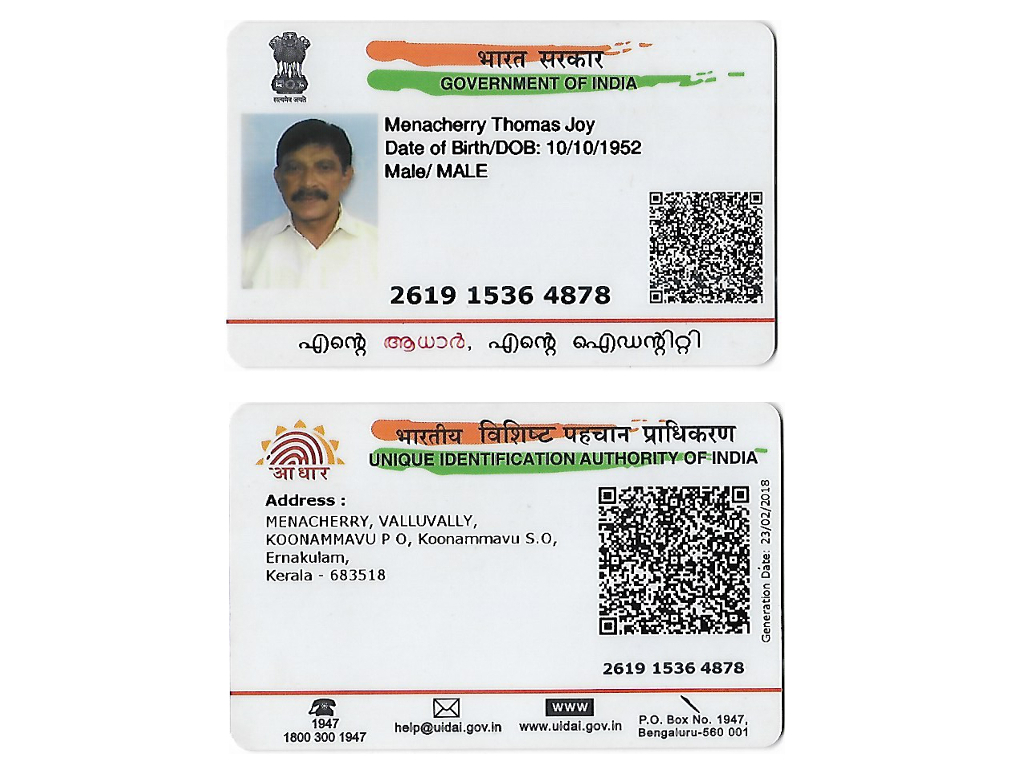 सत्यमेव जयते
भारत सरकार
GOVERNMENT OF INDIA
Menacherry Thomas Joy
Date of Birth/DOB: 10/10/1952
Male/ MALE
2619 1536 4878
എന്റെ ആധാർ, എന്റെ ഐഡന്റിറ്റി
भारतीय विशिष्ट पहचान प्राधिकरण
UNIQUE IDENTIFICATION AUTHORITY OF INDIA
आधार
Address :
MENACHERRY, VALLUVALLY,
KOONAMMAVU P O, Koonammavu S.O,
Ernakulam,
Kerala - 683518
Generation Date: 23/02/2018
2619 1536 4878
1947
1800 300 1947
help@uidai.gov.in
www
www.uidai.gov.in
P.O. Box No. 1947,
Bengaluru-560 001